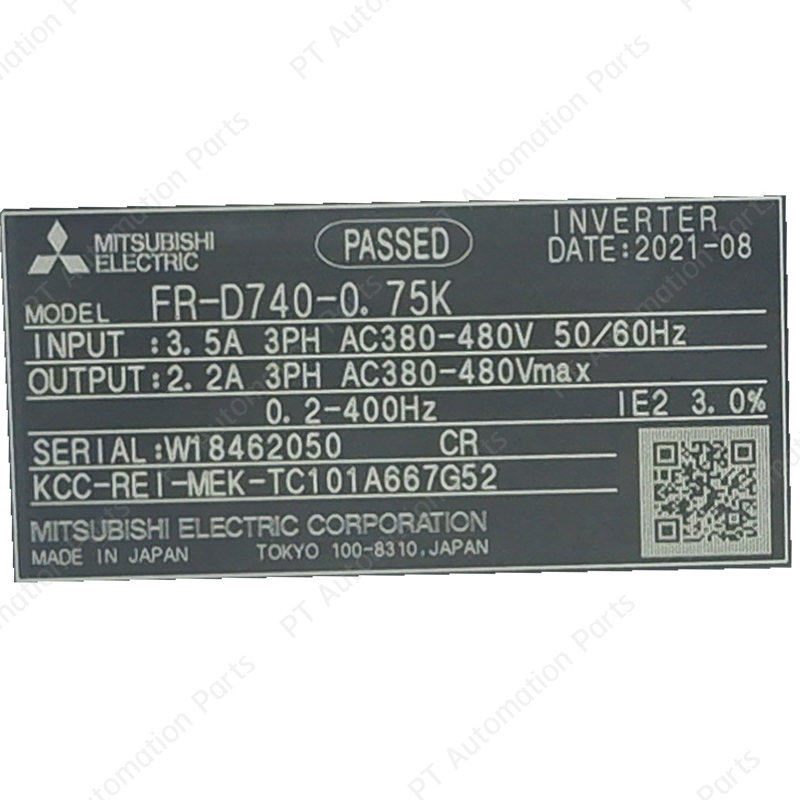 MITSUBISHI
ELECTRIC
PASSED
INVERTER
DATE:2021-08
MODEL FR-D740-0.75K
INPUT :3.5A 3PH AC380-480V 50/60Hz
OUTPUT:2.2A 3PH AC380-480Vmax
0.2-400Hz IE2 3.0%
SERIAL:W18462050 CR
KCC-REI-MEK-TC101A667G52
MITSUBISHI ELECTRIC CORPORATION
MADE IN JAPAN TOKYO 100-8310,JAPAN
PT Automation Parts